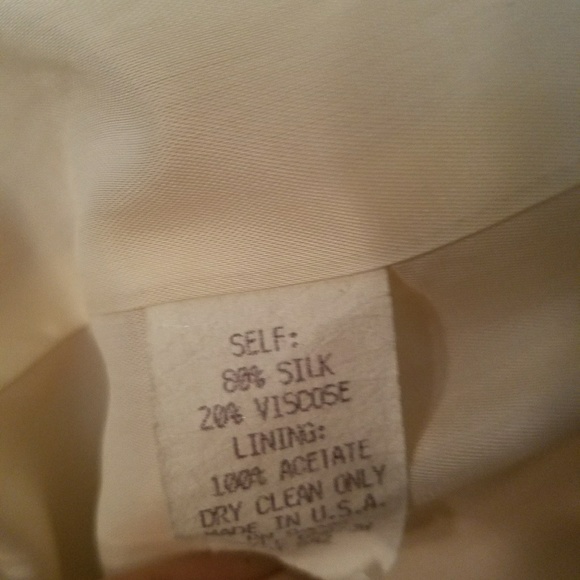 SELF:
80% SILK
20% VISCOSE
LINING:
100% ACETATE
DRY CLEAN ONLY
MADE IN U.S.A.